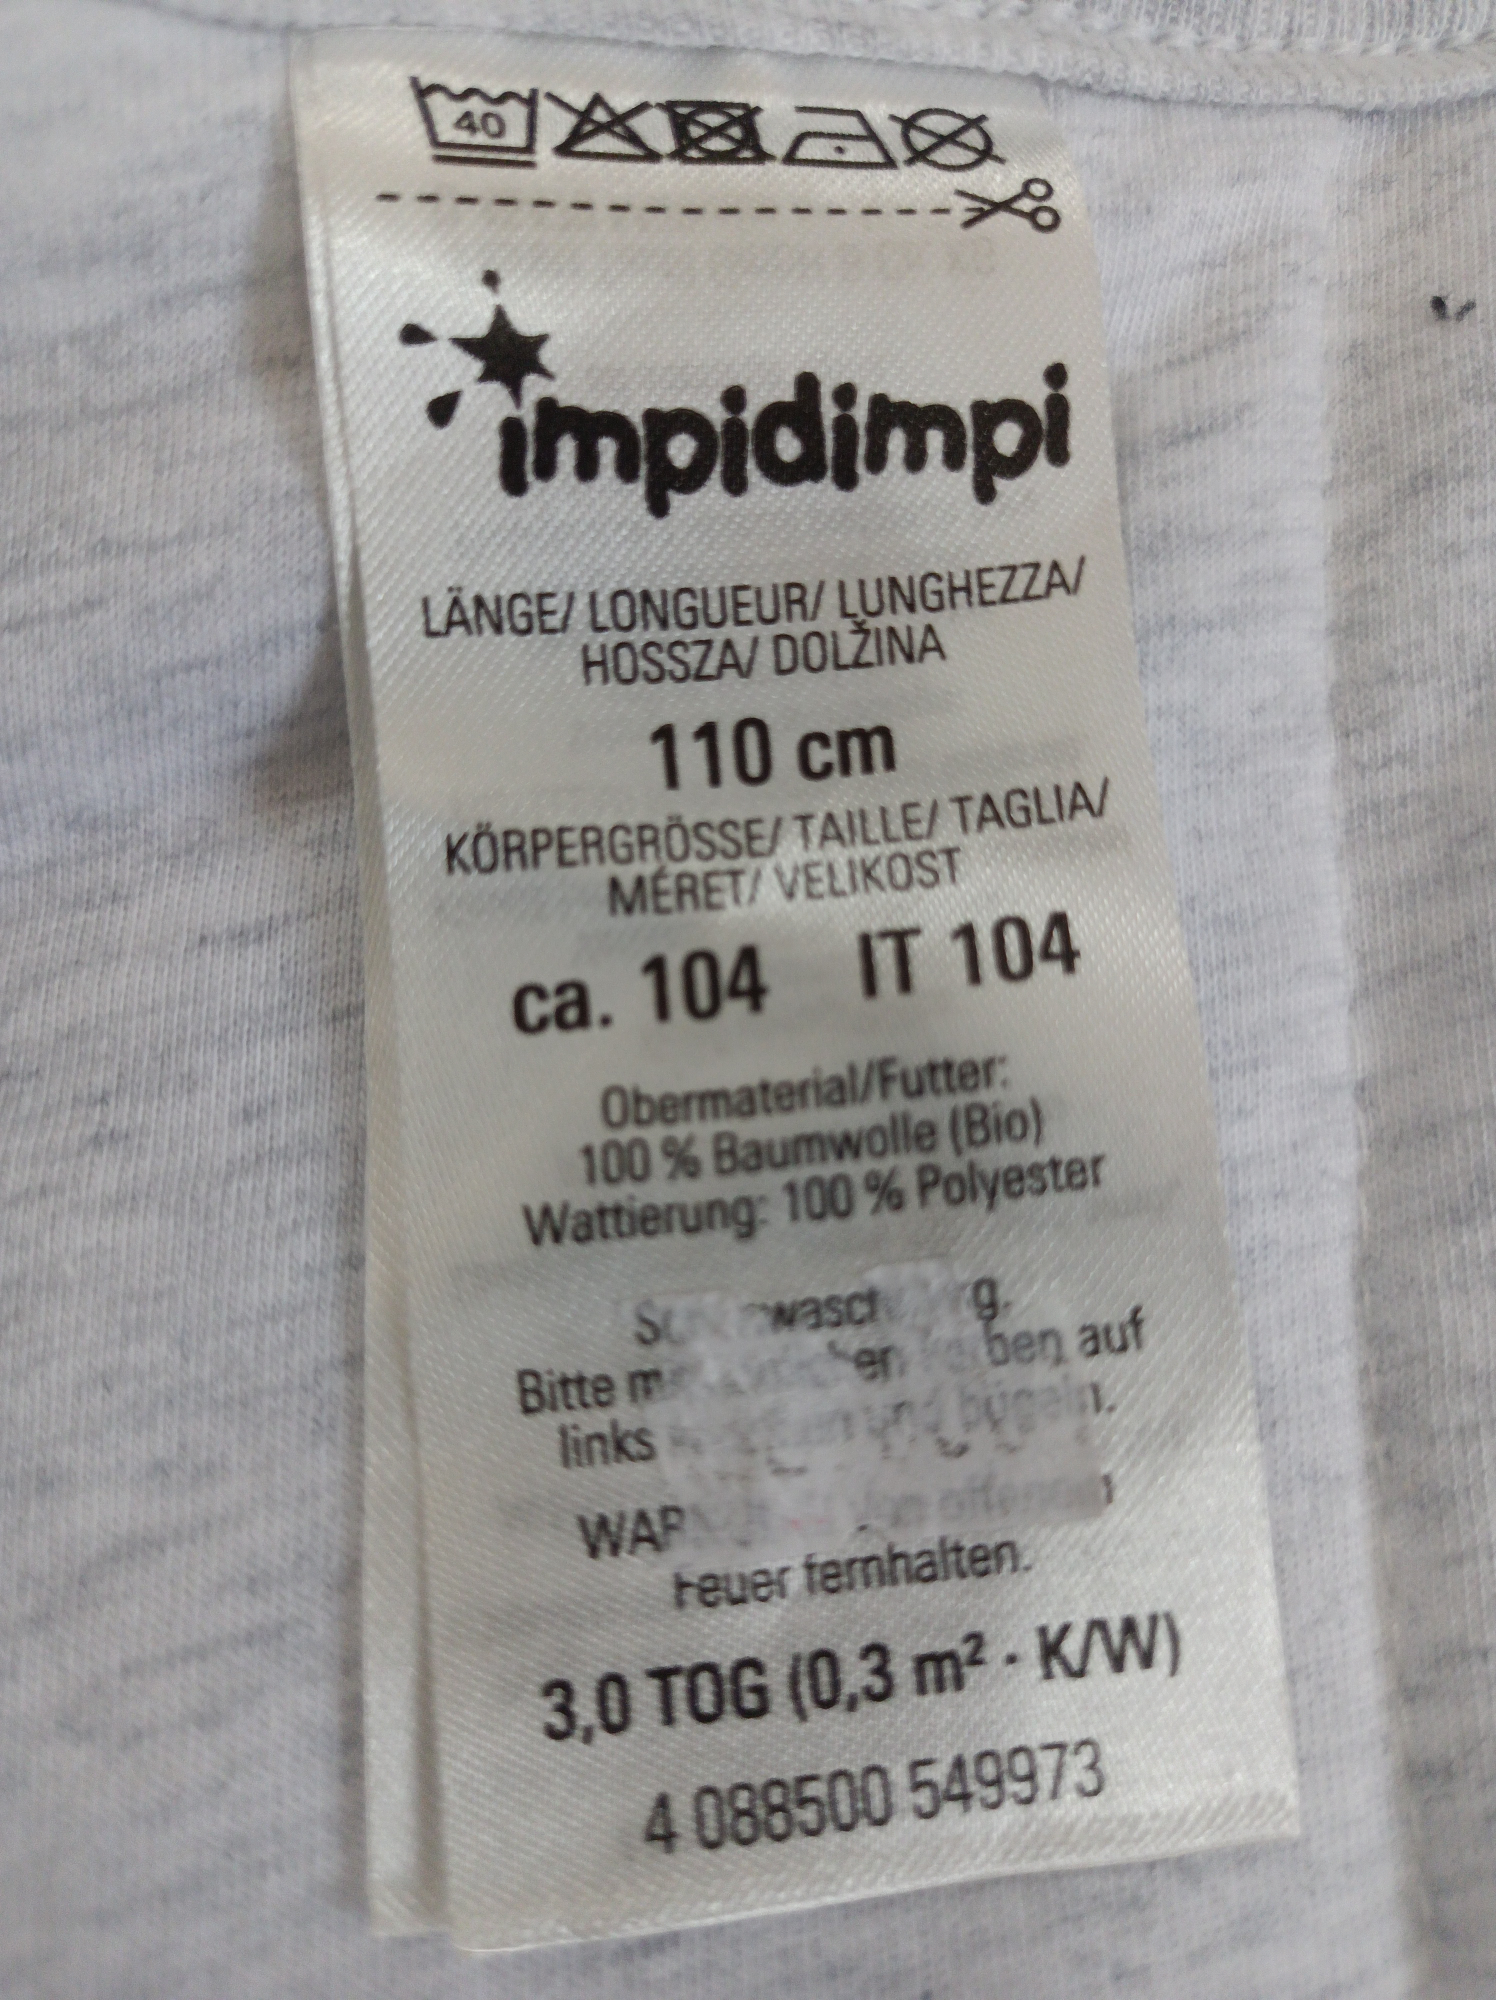 40
impidimpi
LÄNGE/ LONGUEUR/ LUNGHEZZA/
HOSSZA/ DOLŽINA
110 cm
KÖRPERGRÖSSE/ TAILLE/ TAGLIA/
MÉRET/ VELIKOST
ca. 104 IT 104
Obermaterial/Futter:
100 % Baumwolle (Bio)
Wattierung: 100 % Polyester
Bitte auf
links
Feuer fernhalten.
3,0 TOG (0,3 m² · K/W)
4 088500 549973